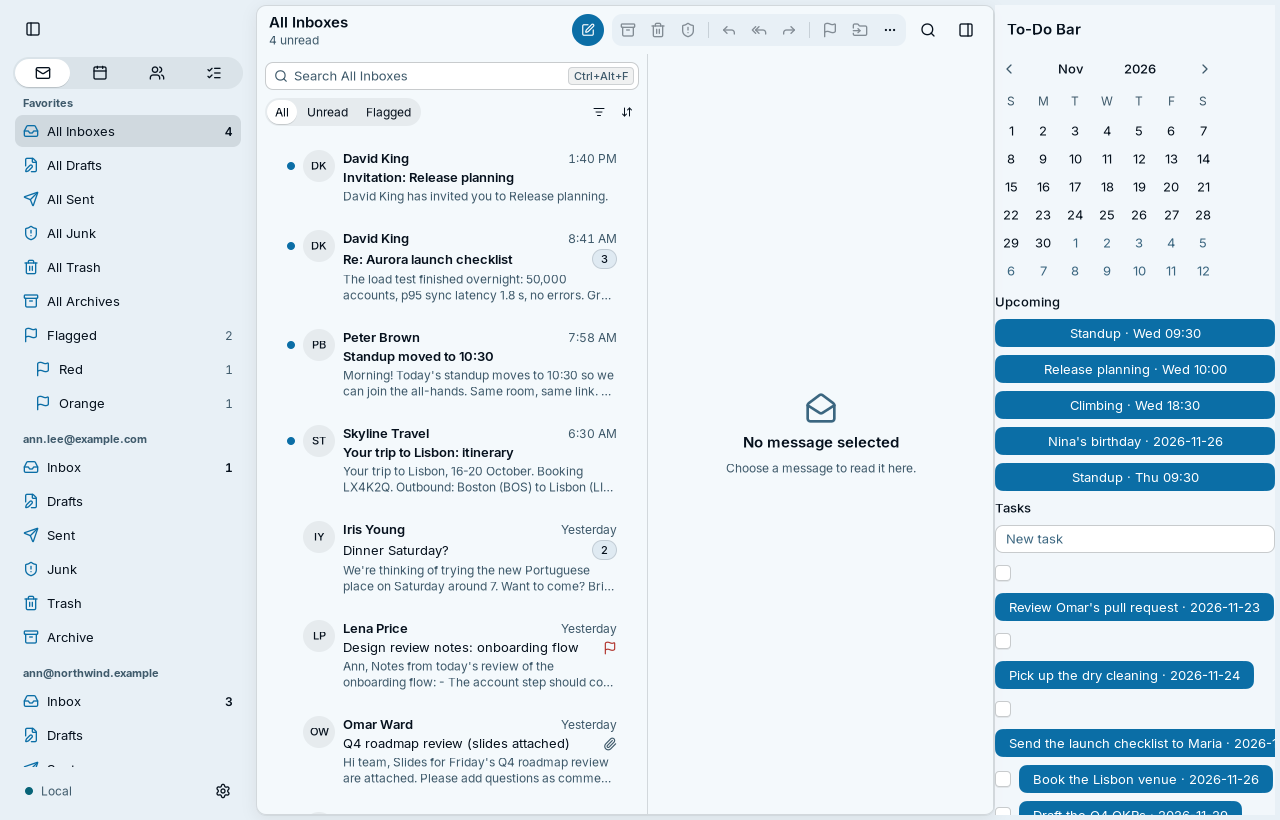 Favorites
All Inboxes 4
All Drafts
All Sent
All Junk
All Trash
All Archives
Flagged 2
Red 1
Orange 1
ann.lee@example.com
Inbox 1
Drafts
Sent
Junk
Trash
Archive
ann@northwind.example
Inbox 3
Drafts
Local
All Inboxes
4 unread
Search All Inboxes Ctrl+Alt+F
All Unread Flagged
DK David King 1:40 PM
Invitation: Release planning
David King has invited you to Release planning.
DK David King 8:41 AM
Re: Aurora launch checklist 3
The load test finished overnight: 50,000
accounts, p95 sync latency 1.8 s, no errors. Gr…
PB Peter Brown 7:58 AM
Standup moved to 10:30
Morning! Today's standup moves to 10:30 so we
can join the all-hands. Same room, same link. …
ST Skyline Travel 6:30 AM
Your trip to Lisbon: itinerary
Your trip to Lisbon, 16-20 October. Booking
LX4K2Q. Outbound: Boston (BOS) to Lisbon (LI…
IY Iris Young Yesterday
Dinner Saturday? 2
We're thinking of trying the new Portuguese
place on Saturday around 7. Want to come? Bri…
LP Lena Price Yesterday
Design review notes: onboarding flow
Ann, Notes from today's review of the
onboarding flow: - The account step should co…
OW Omar Ward Yesterday
Q4 roadmap review (slides attached)
Hi team, Slides for Friday's Q4 roadmap review
are attached. Please add questions as comme…
No message selected
Choose a message to read it here.
To-Do Bar
Nov 2026
S M T W T F S
1 2 3 4 5 6 7
8 9 10 11 12 13 14
15 16 17 18 19 20 21
22 23 24 25 26 27 28
29 30 1 2 3 4 5
6 7 8 9 10 11 12
Upcoming
Standup · Wed 09:30
Release planning · Wed 10:00
Climbing · Wed 18:30
Nina's birthday · 2026-11-26
Standup · Thu 09:30
Tasks
New task
Review Omar's pull request · 2026-11-23
Pick up the dry cleaning · 2026-11-24
Send the launch checklist to Maria · 2026-1
Book the Lisbon venue · 2026-11-26
Draft the Q4 OKRs · 2026-11-29